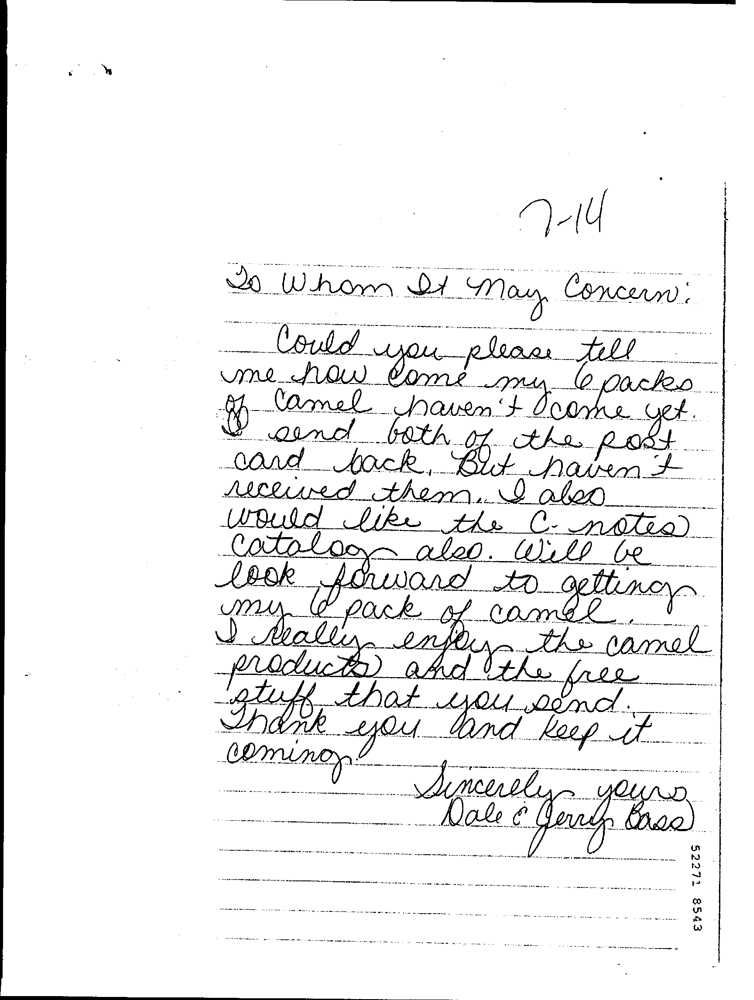 7-14
To Whom It May Concern:
Could you please tell
me how come my 6 packs
of Camel haven't come yet.
I send both of the post
card back. But haven't
received them. I also
would like the C-notes
catalog also. Will be
look forward to getting
my 6 pack of camel.
I really enjoy the camel
products and the free
stuff that you send.
Thank you and keep it
coming!
Sincerely yours,
Dale & Jerry Bass
52271 8543